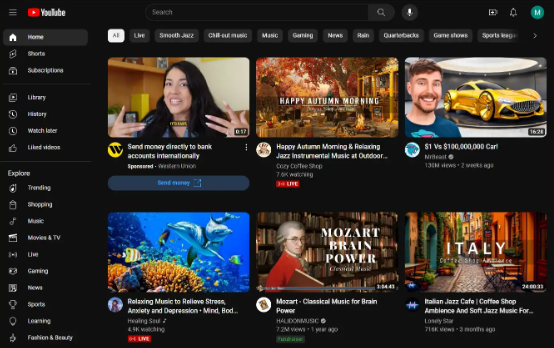 YouTube
Search
M
Home
Shorts
Subscriptions
Library
History
Watch later
Liked videos
Explore
Trending
Shopping
Music
Movies & TV
Live
Gaming
News
Sports
Learning
Fashion & Beauty
All
Live
Smooth Jazz
Chill-out music
Music
Gaming
News
Rain
Quarterbacks
Game shows
Sports leagu
0:17
Send money directly to bank
accounts internationally
Sponsored · Western Union
Send money
HAPPY AUTUMN MORNING
Happy Autumn Morning & Relaxing
Jazz Instrumental Music at Outdoor...
Cozy Coffee Shop
7.6K watching
LIVE
16:28
$1 Vs $100,000,000 Car!
MrBeast
136M views • 2 weeks ago
Relaxing Music to Relieve Stress,
Anxiety and Depression • Mind, Bod...
Healing Soul
4.9K watching
LIVE
MOZART
BRAIN
POWER
Classical Music
3:04:43
Mozart - Classical Music for Brain
Power
HALIDONMUSIC
7.2M views • 1 year ago
ITALY
Coffee Shop Ambience
24:00:33
Italian Jazz Cafe | Coffee Shop
Ambience And Soft Jazz Music For...
Lonely Star
716K views • 3 months ago